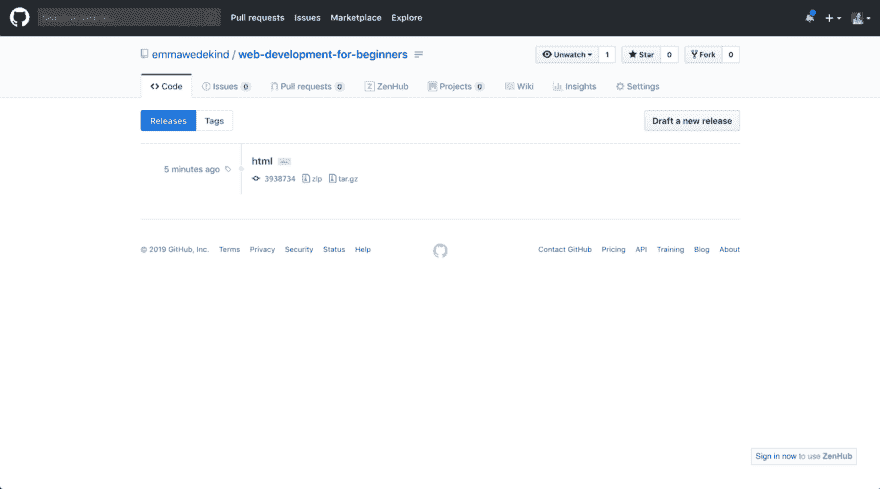 Pull requests Issues Marketplace Explore
emmawedekind / web-development-for-beginners Unwatch 1 Star 0 Fork 0
Code Issues 0 Pull requests 0 ZenHub Projects 0 Wiki Insights Settings
Releases Tags Draft a new release
5 minutes ago html
3938734 zip tar.gz
© 2019 GitHub, Inc. Terms Privacy Security Status Help Contact GitHub Pricing API Training Blog About
Sign in now to use ZenHub